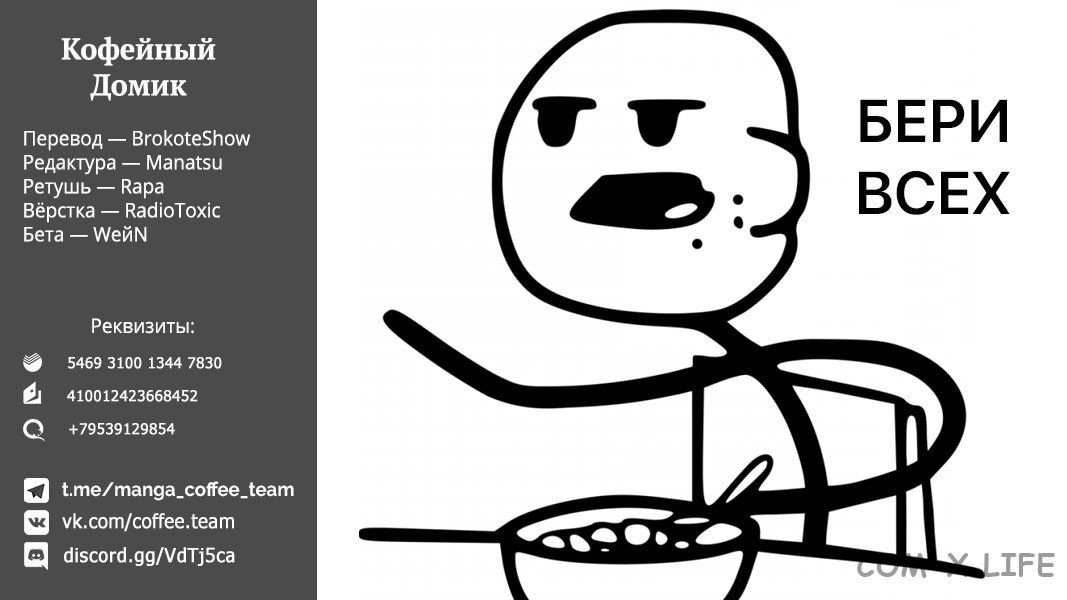 Кофейный
Домик
Перевод — BrokoteShow
Редактура — Manatsu
Ретушь — Rapa
Вёрстка — RadioToxic
Бета — WeйN
Реквизиты:
5469 3100 1344 7830
410012423668452
+79539129854
t.me/manga_coffee_team
vk.com/coffee.team
discord.gg/VdTj5ca
БЕРИ
ВСЕХ
COM-X.LIFE